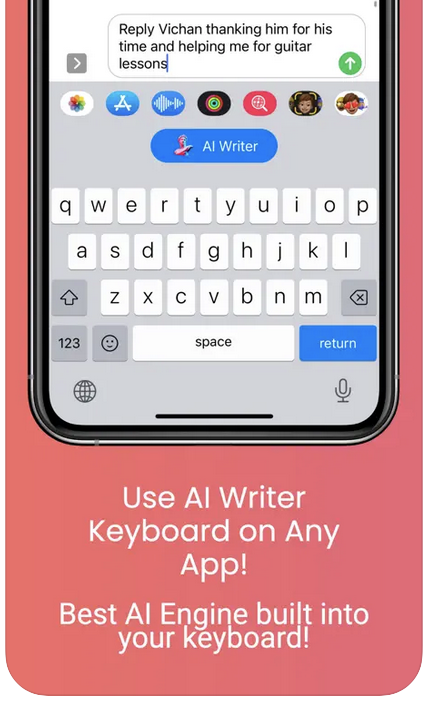 Reply Vichan thanking him for his
time and helping me for guitar
lessons
AI Writer
q w e r t y u i o p
a s d f g h j k l
z x c v b n m
123 space return
Use AI Writer
Keyboard on Any
App!
Best AI Engine built into
your keyboard!